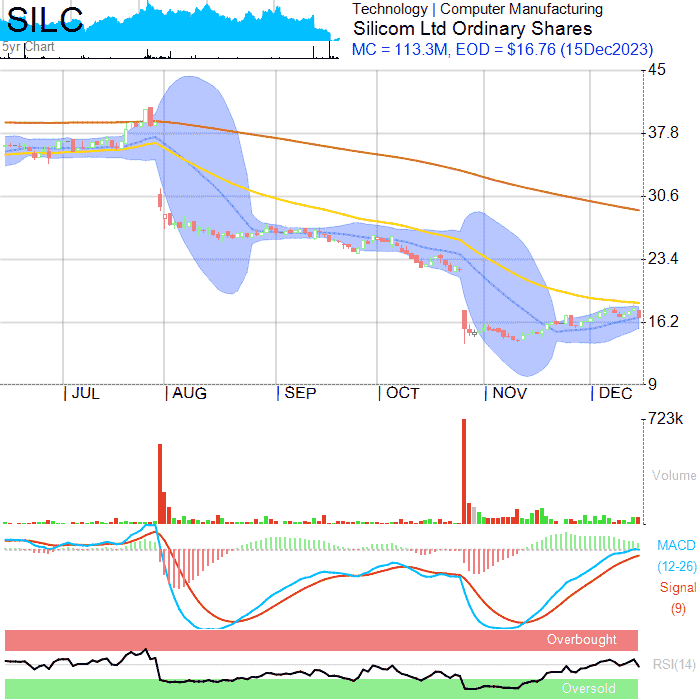 SILC
5yr Chart
Technology | Computer Manufacturing
Silicom Ltd Ordinary Shares
MC = 113.3M, EOD = $16.76 (15Dec2023)
45
37.8
30.6
23.4
16.2
9
| JUL | AUG | SEP | OCT | NOV | DEC
723k
Volume
MACD
(12-26)
Signal
(9)
Overbought
RSI(14)
Oversold